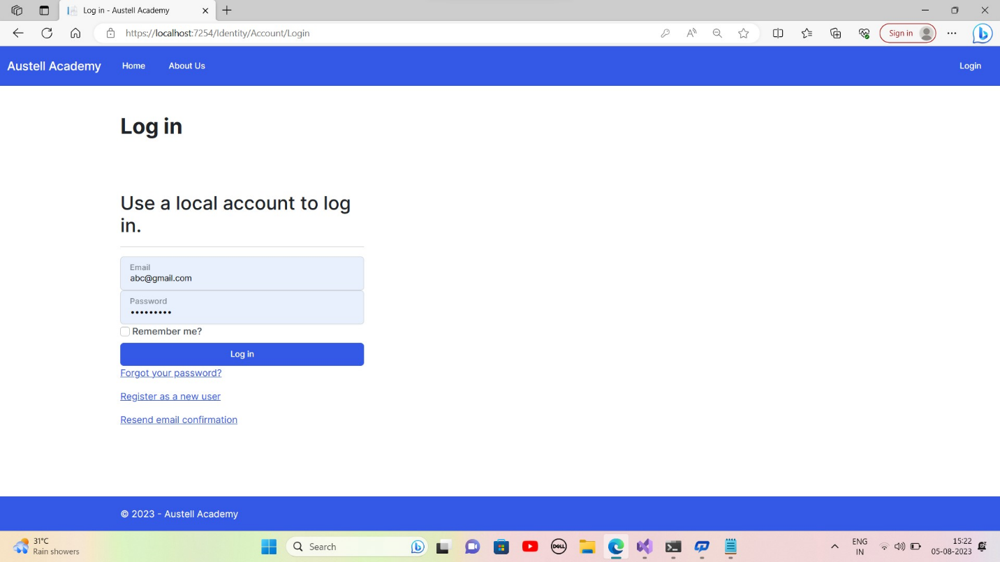 Log in - Austell Academy
https://localhost:7254/Identity/Account/Login
Sign in
Austell Academy
Home
About Us
Login
Log in
Use a local account to log
in.
Email
abc@gmail.com
Password
•••••••••
Remember me?
Log in
Forgot your password?
Register as a new user
Resend email confirmation
© 2023 - Austell Academy
31°C
Rain showers
Search
DELL
ENG
IN
15:22
05-08-2023